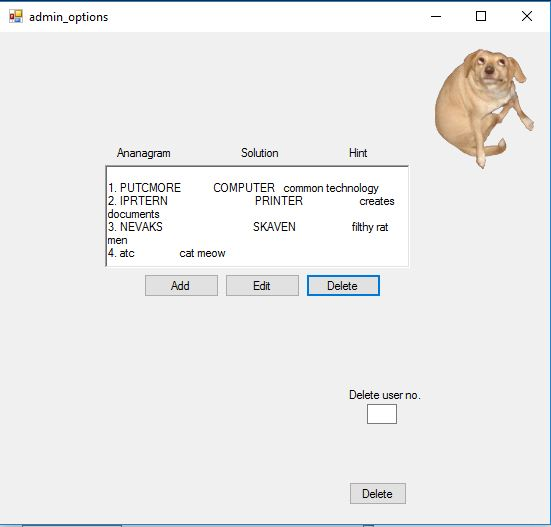 admin_options
Ananagram Solution Hint
1. PUTCMORE COMPUTER common technology
2. IPRTERN PRINTER creates
documents
3. NEVAKS SKAVEN filthy rat
men
4. atc cat meow
Add Edit Delete
Delete user no.
Delete